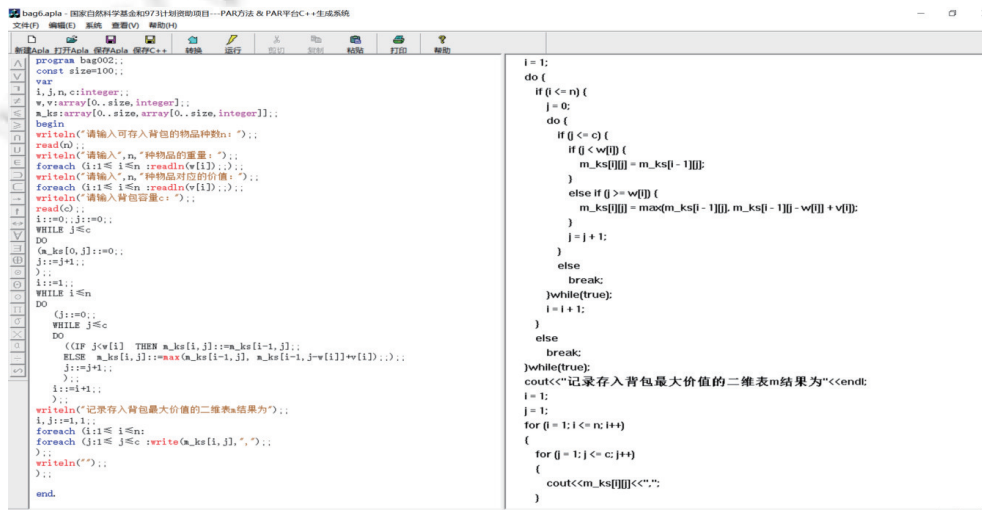 bag6.apla - 国家自然科学基金和973计划资助项目---PAR方法 & PAR平台C++生成系统
文件(F) 编辑(E) 系统 查看(V) 帮助(H)
新建Apla 打开Apla 保存Apla 保存C++ 转换 运行 剪切 复制 粘贴 打印 帮助
program bag002;;
const size=100;;
var
i,j,n,c:integer;;
w,v:array[0..size,integer];;
m_ks:array[0..size,array[0..size,integer]];;
begin
writeln("请输入可存入背包的物品种数n：");;
read(n);;
writeln("请输入",n,"种物品的重量：");;
foreach (i:1≤ i≤n :readln(w[i]);;);;
writeln("请输入",n,"种物品对应的价值：");;
foreach (i:1≤ i≤n :readln(v[i]);;);;
writeln("请输入背包容量c：");;
read(c);;
i::=0;;j::=0;;
WHILE j≤c
DO
(m_ks[0,j]::=0;;
j::=j+1;;
);;
i::=1;;
WHILE i≤n
DO
(j::=0;;
WHILE j≤c
DO
((IF j<w[i] THEN m_ks[i,j]::=m_ks[i-1,j];;
ELSE m_ks[i,j]::=max(m_ks[i-1,j], m_ks[i-1,j-w[i]]+v[i]);;);;
j::=j+1;;
);;
i::=i+1;;
);;
writeln("记录存入背包最大价值的二维表m结果为");;
i,j::=1,1;;
foreach (i:1≤ i≤n:
foreach (j:1≤ j≤c :write(m_ks[i,j],",");;
);;
writeln("");;
);;
end.
i = 1;
do {
if (i <= n) {
j = 0;
do {
if (j <= c) {
if (j < w[i]) {
m_ks[i][j] = m_ks[i - 1][j];
}
else if (j >= w[i]) {
m_ks[i][j] = max(m_ks[i - 1][j], m_ks[i - 1][j - w[i]] + v[i]);
}
j = j + 1;
}
else
break;
}while(true);
i = i + 1;
}
else
break;
}while(true);
cout<<"记录存入背包最大价值的二维表m结果为"<<endl;
i = 1;
j = 1;
for (i = 1; i <= n; i++)
{
for (j = 1; j <= c; j++)
{
cout<<m_ks[i][j]<<",";
}